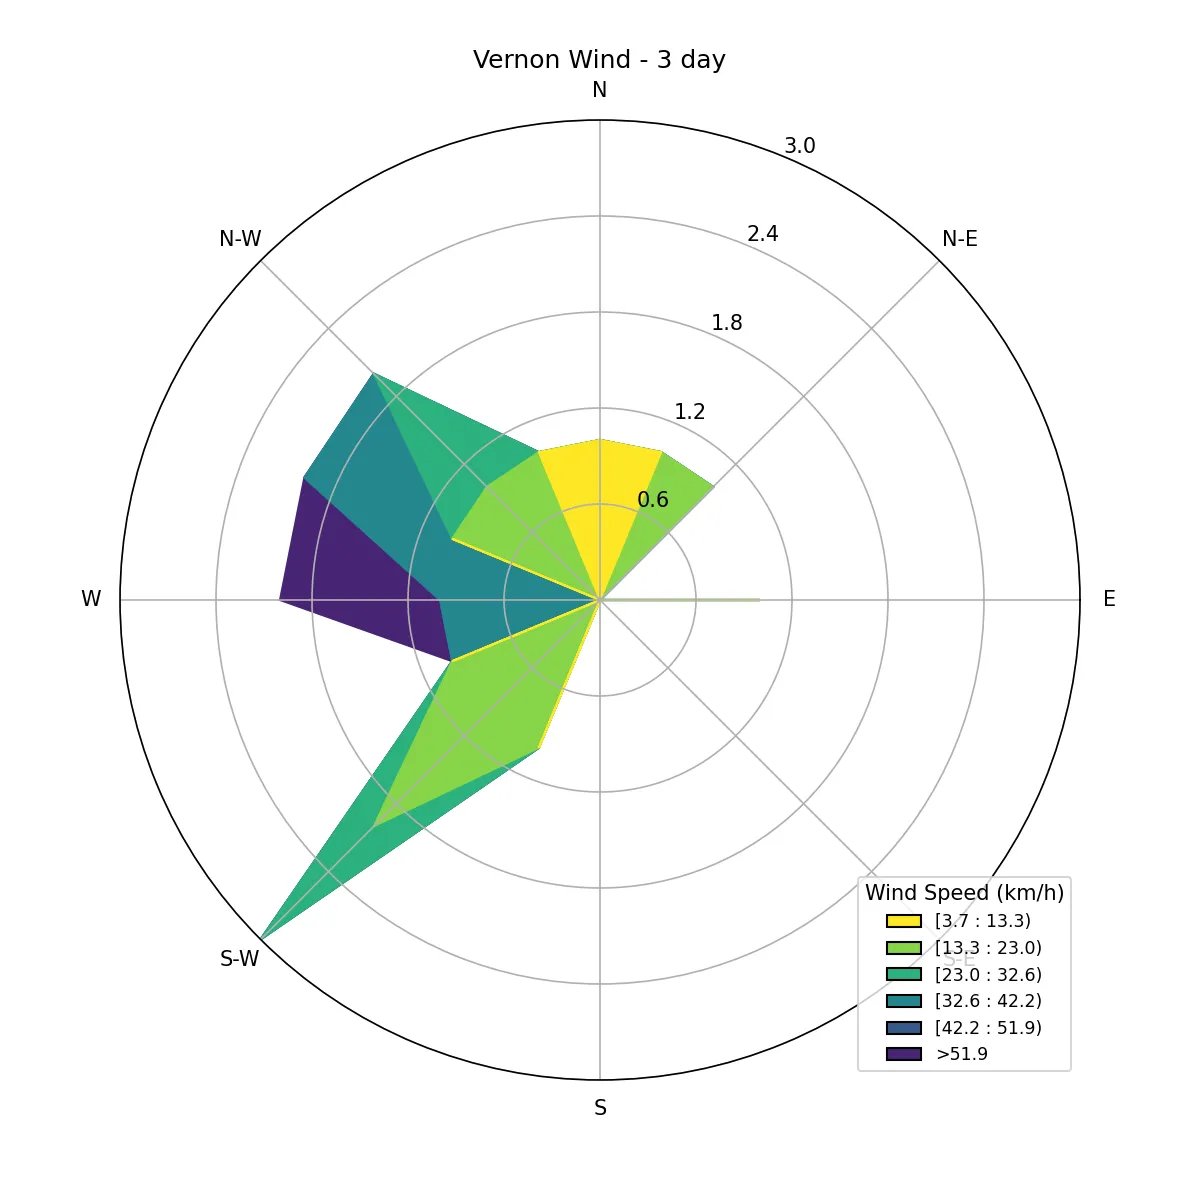 Vernon Wind - 3 day
N
3.0
N-W
2.4
N-E
1.8
1.2
0.6
W
E
S-W
S-E
S
Wind Speed (km/h)
[3.7 : 13.3)
[13.3 : 23.0)
[23.0 : 32.6)
[32.6 : 42.2)
[42.2 : 51.9)
>51.9